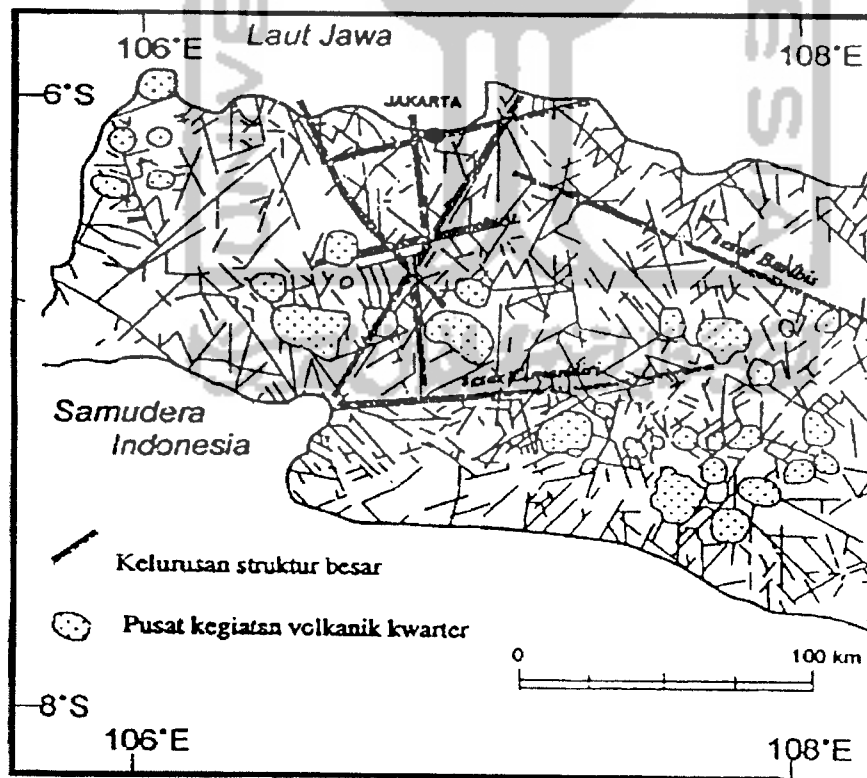 106°E
Laut Jawa
108°E
6°S
JAKARTA
Samudera
Indonesia
Kelurusan struktur besar
Pusat kegiatan volkanik kwarter
0
100 km
8°S
106°E
108°E